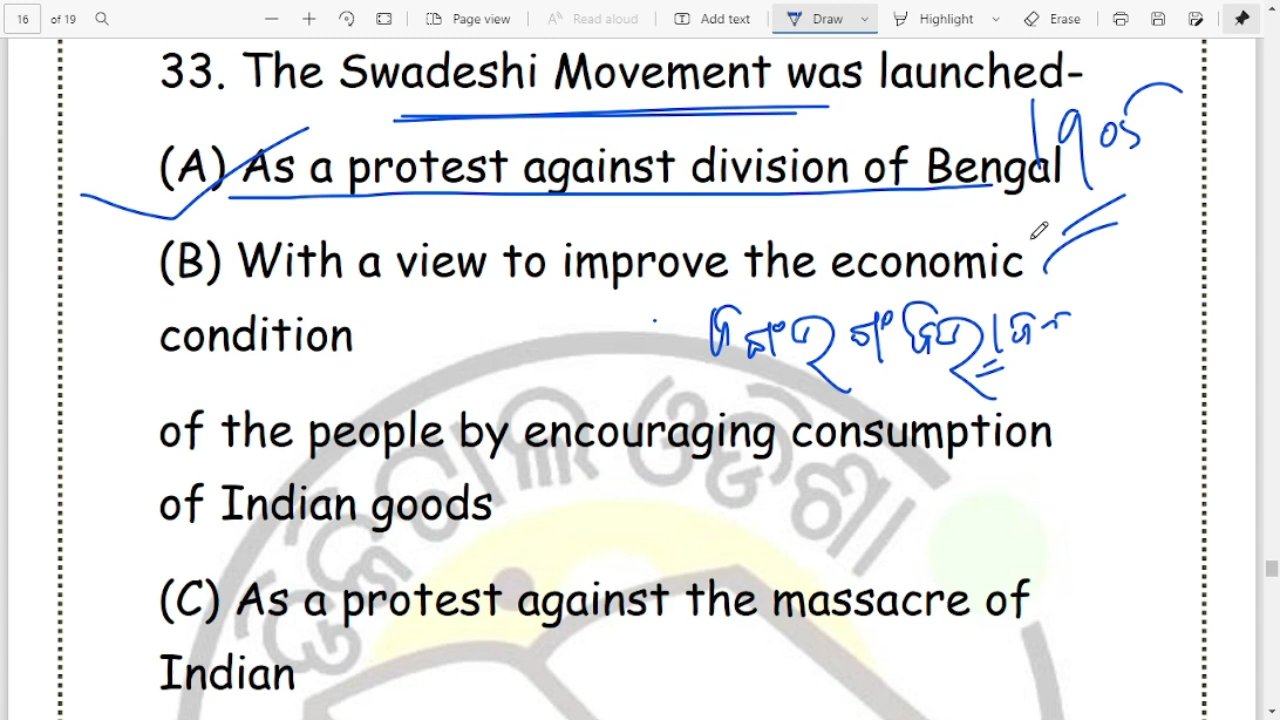 16 of 19 Page view Read aloud Add text Draw Highlight Erase
33. The Swadeshi Movement was launched-
1905
(A) As a protest against division of Bengal
(B) With a view to improve the economic
condition
of the people by encouraging consumption
of Indian goods
(C) As a protest against the massacre of
Indian